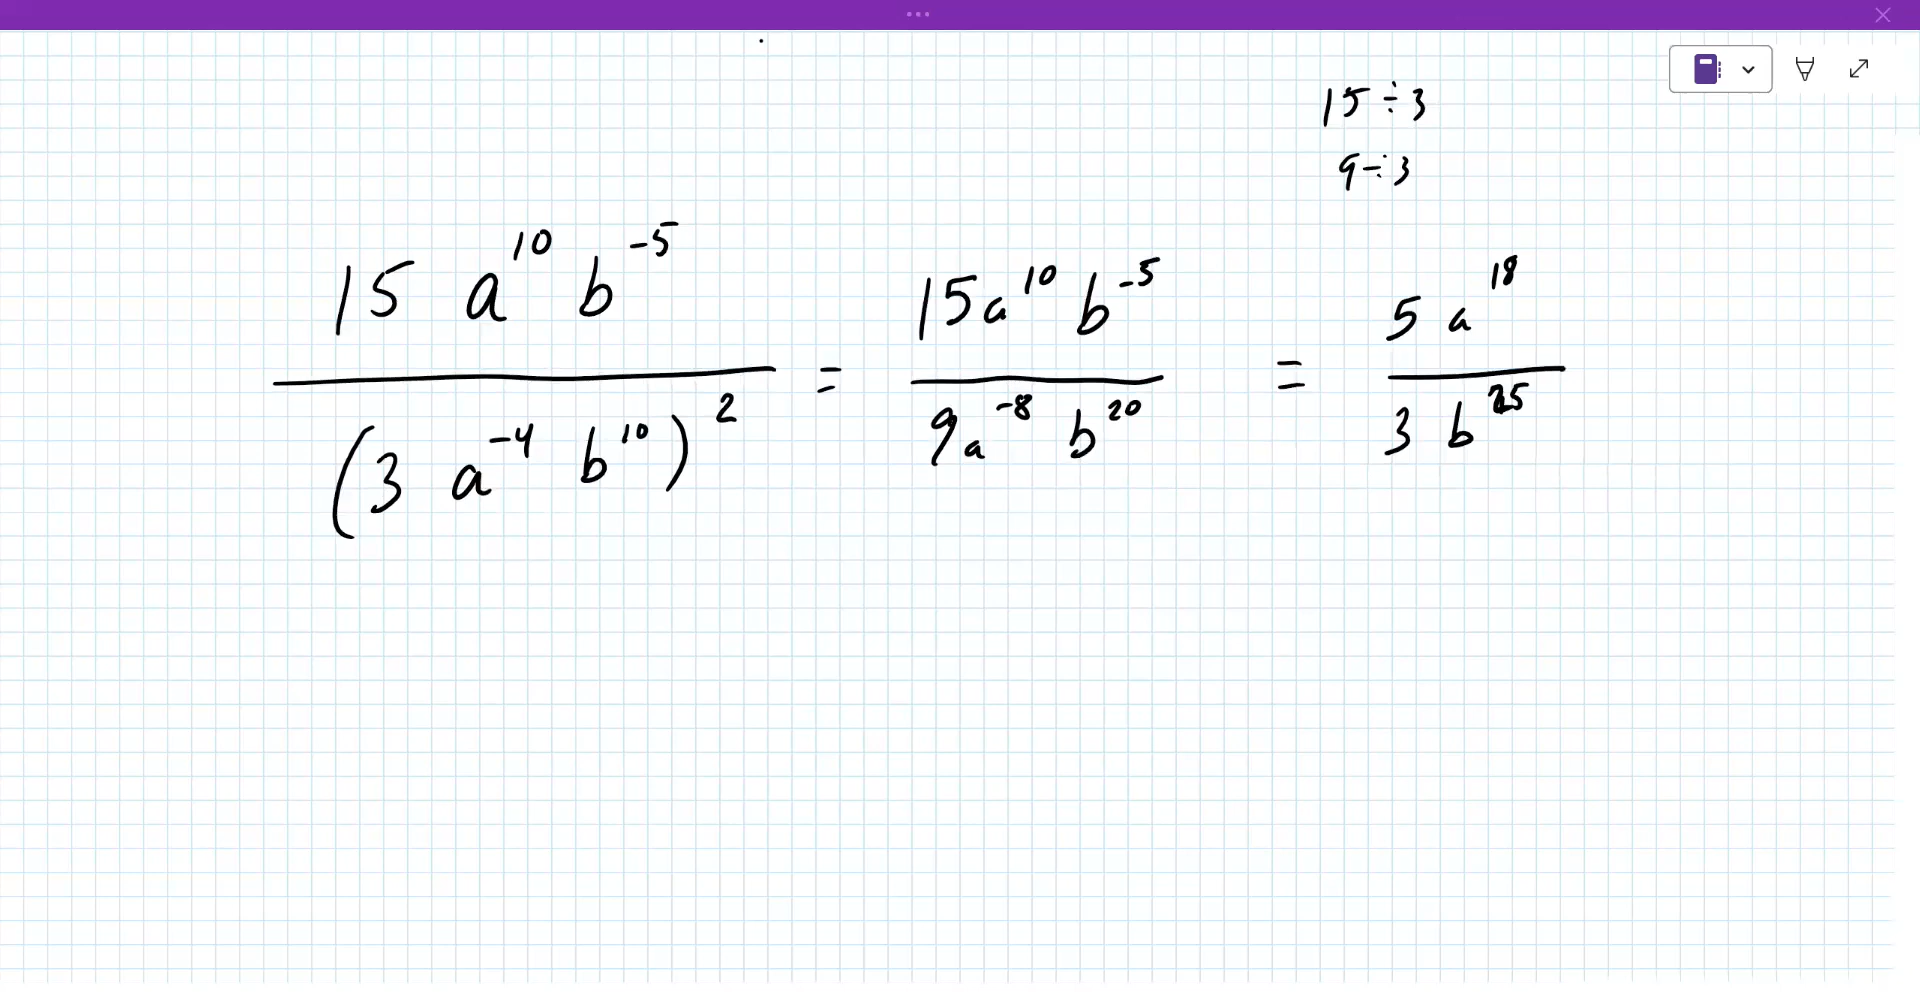 15 ÷ 3
9 ÷ 3
15 a^10 b^-5 / (3 a^-4 b^10)^2 = 15a^10 b^-5 / 9a^-8 b^20 = 5 a^18 / 3 b^25